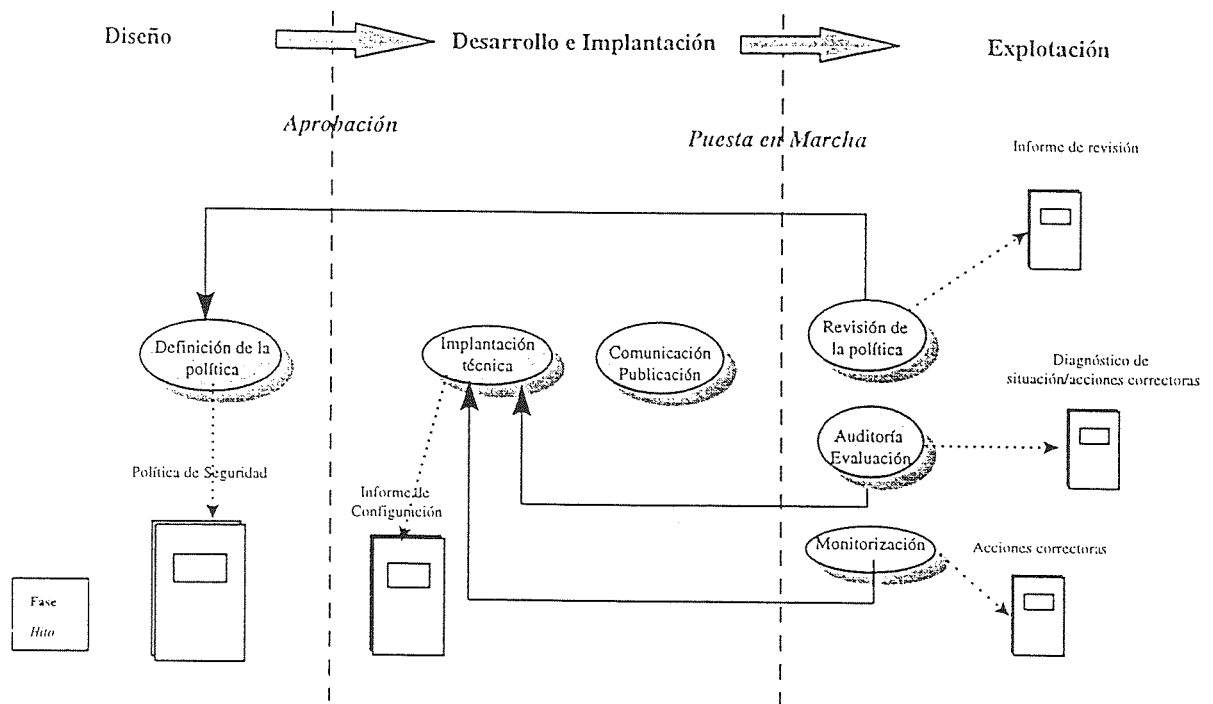 Diseño
Desarrollo e Implantación
Explotación
Aprobación
Puesta en Marcha
Informe de revisión
Definición de la
política
Implantación
técnica
Comunicación
Publicación
Revisión de
la política
Diagnóstico de
situación/acciones correctoras
Auditoría
Evaluación
Política de Seguridad
Informe de
Configuración
Monitorización
Acciones correctoras
Fase
Hito